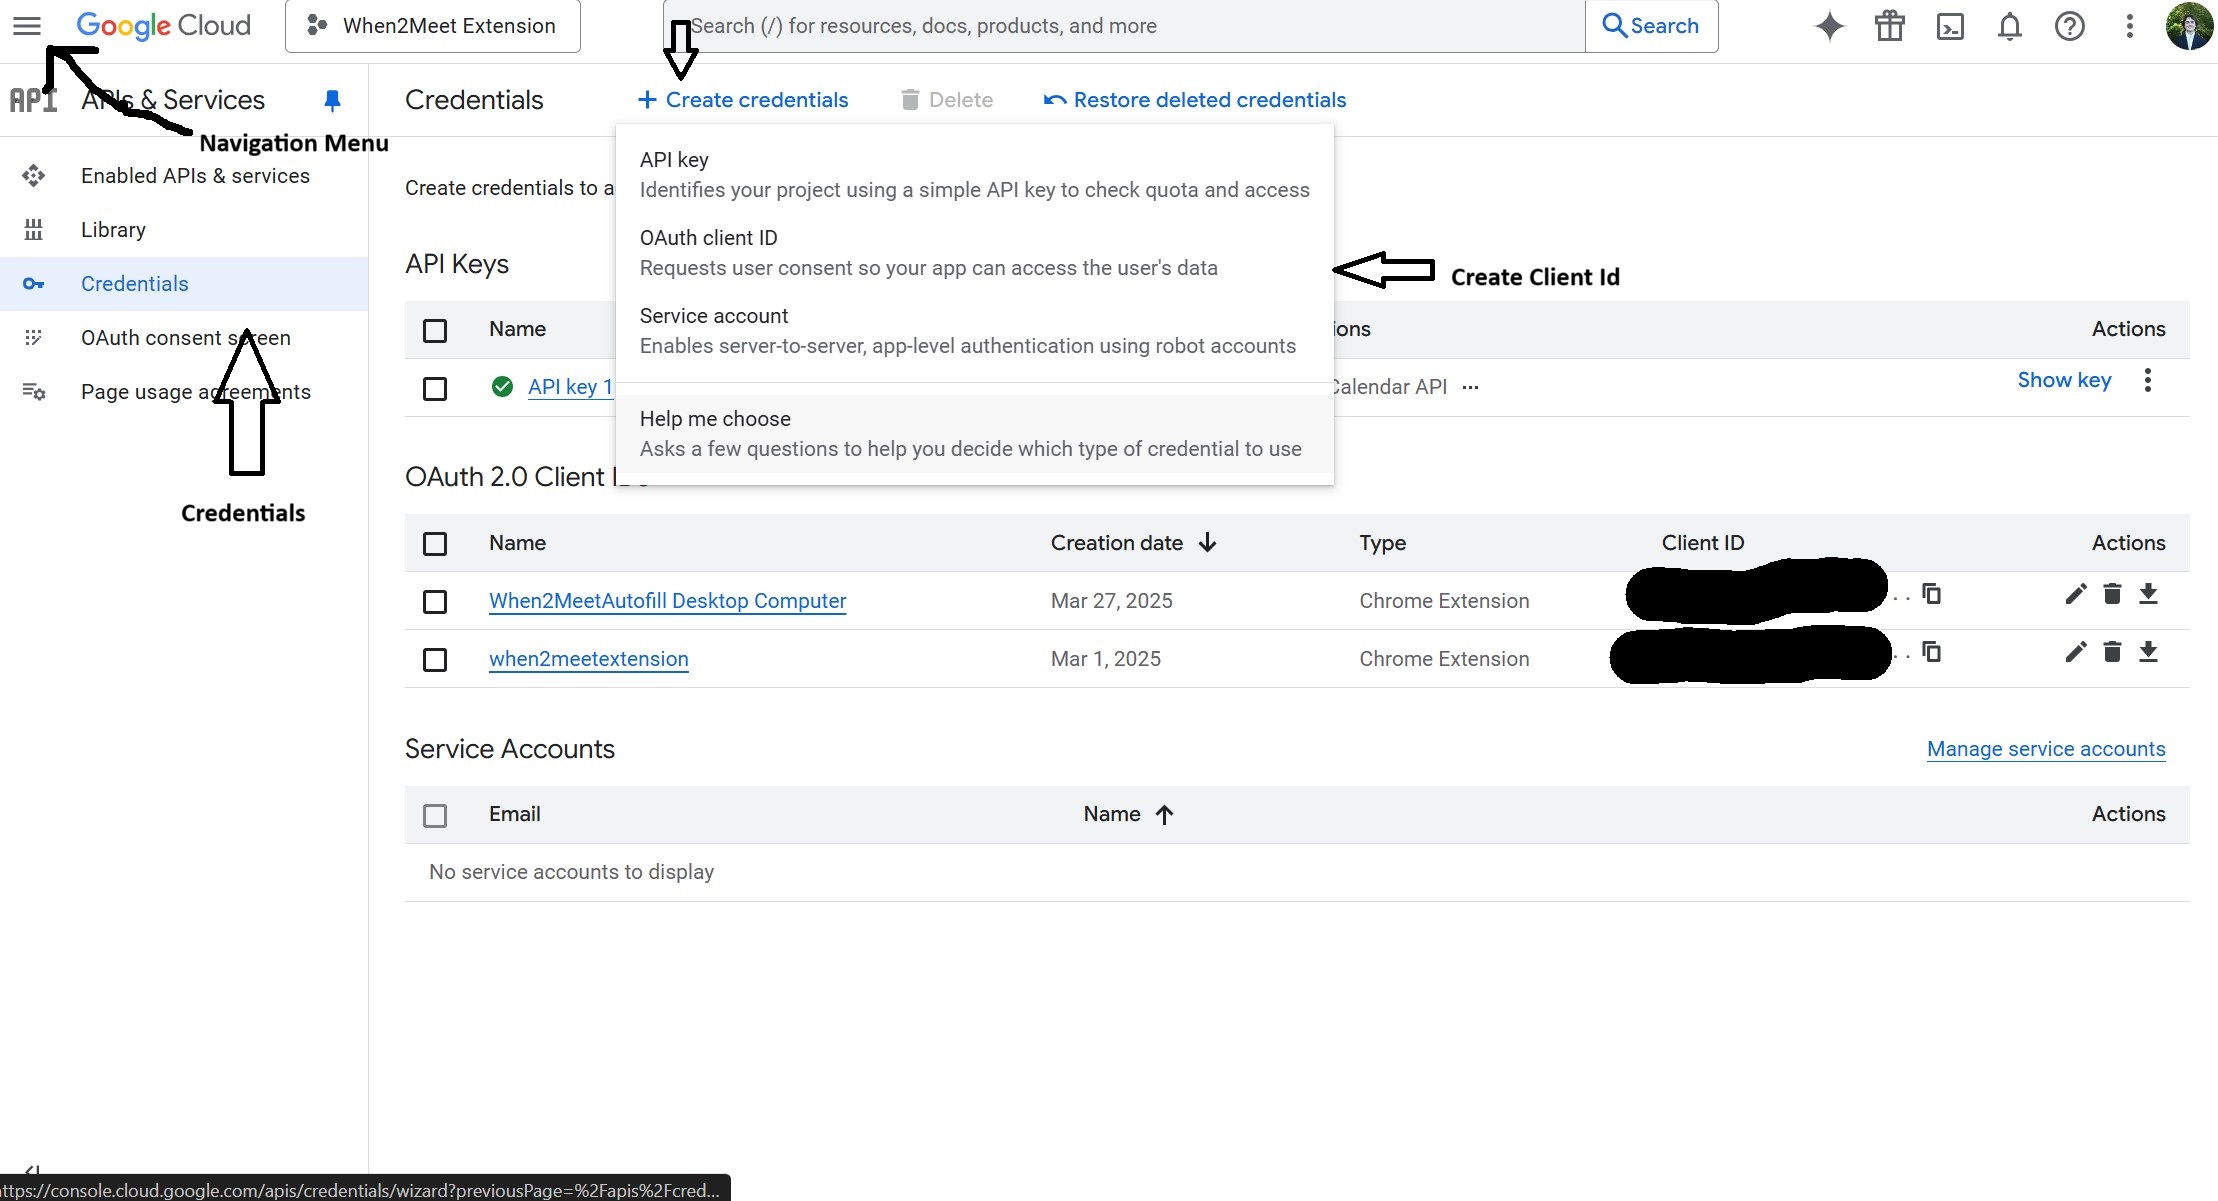 Google Cloud
When2Meet Extension
Search (/) for resources, docs, products, and more
Search
API
APIs & Services
Navigation Menu
Enabled APIs & services
Library
Credentials
OAuth consent screen
Page usage agreements
Credentials
Credentials
+ Create credentials
Delete
Restore deleted credentials
Create credentials to a
API key
Identifies your project using a simple API key to check quota and access
OAuth client ID
Requests user consent so your app can access the user's data
Service account
Enables server-to-server, app-level authentication using robot accounts
Help me choose
Asks a few questions to help you decide which type of credential to use
Create Client Id
API Keys
Name ions Actions
API key 1 Calendar API ... Show key
OAuth 2.0 Client
Name Creation date Type Client ID Actions
When2MeetAutofill Desktop Computer Mar 27, 2025 Chrome Extension
when2meetextension Mar 1, 2025 Chrome Extension
Service Accounts
Manage service accounts
Email Name Actions
No service accounts to display
ttps://console.cloud.google.com/apis/credentials/wizard?previousPage=%2Fapis%2Fcred...